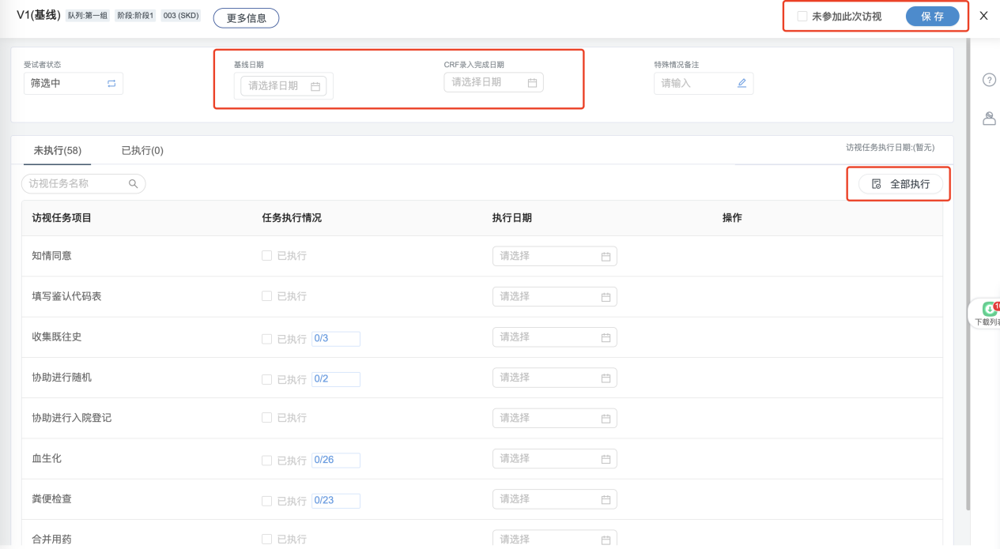 V1(基线) 队列:第一组 阶段:阶段1 003 (SKD) 更多信息 未参加此次访视 保 存 X
受试者状态 基线日期 CRF录入完成日期 特殊情况备注
筛选中 请选择日期 请选择日期 请输入
未执行(58) 已执行(0) 访视任务执行日期:(暂无)
访视任务名称 全部执行
访视任务项目 任务执行情况 执行日期 操作
知情同意 已执行 请选择
填写鉴认代码表 已执行 请选择
收集既往史 已执行 0/3 请选择
协助进行随机 已执行 0/2 请选择
协助进行入院登记 已执行 请选择
血生化 已执行 0/26 请选择
粪便检查 已执行 0/23 请选择
合并用药 已执行 请选择
下载列